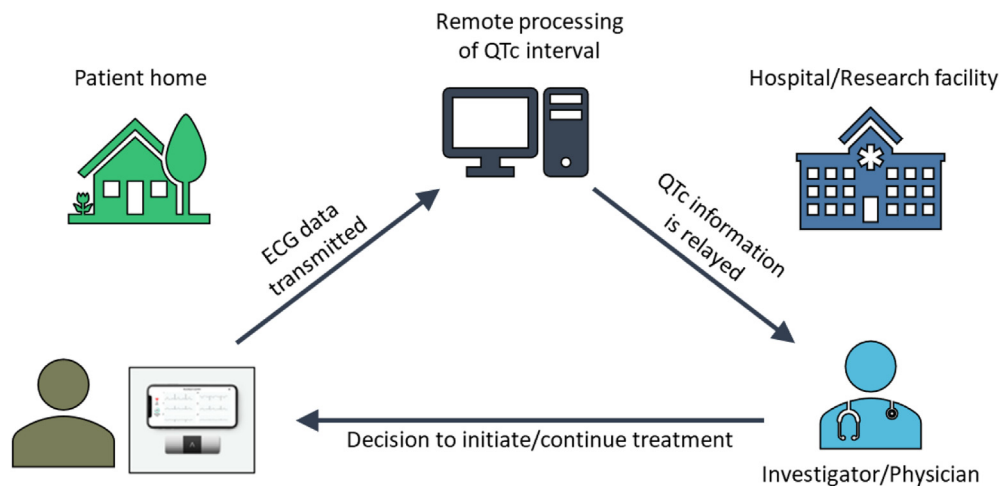 Remote processing
of QTc interval
Patient home
Hospital/Research facility
ECG data
transmitted
QTc information
is relayed
Decision to initiate/continue treatment
Investigator/Physician